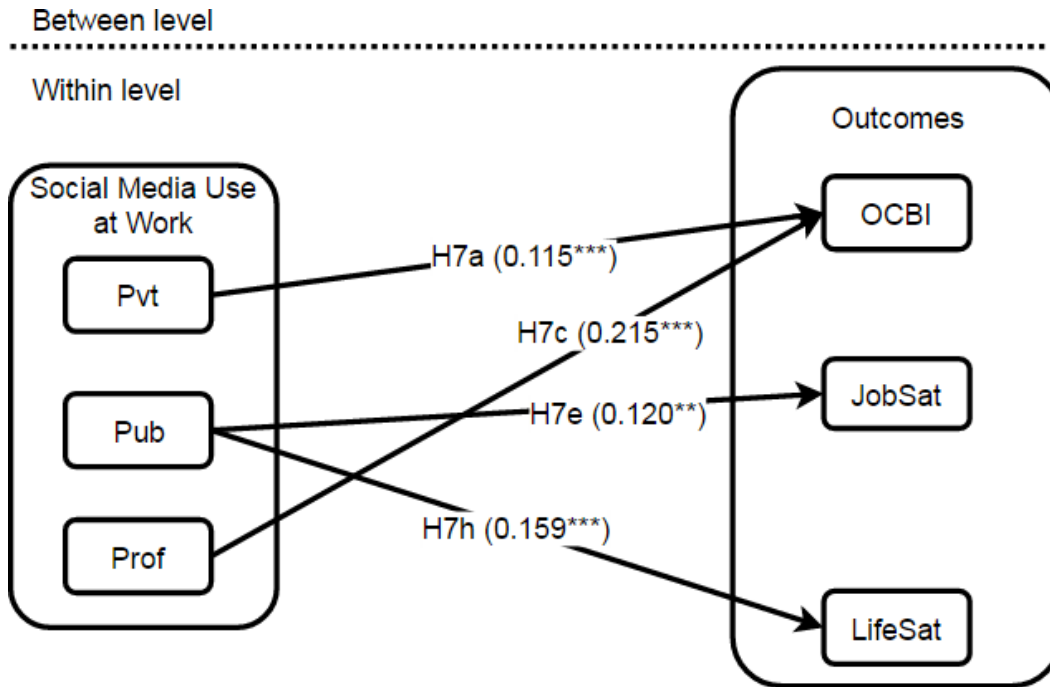 Between level
Within level
Outcomes
Social Media Use
at Work
OCBI
H7a (0.115***)
Pvt
H7c (0.215***)
JobSat
H7e (0.120**)
Pub
H7h (0.159***)
Prof
LifeSat